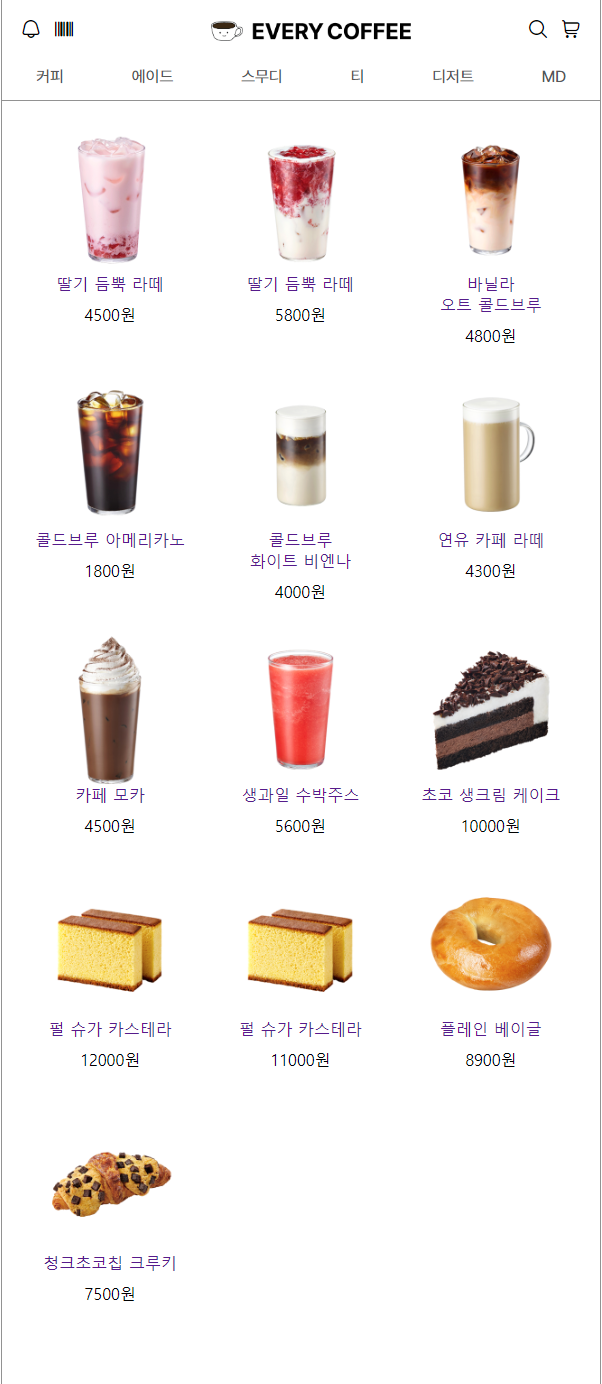 EVERY COFFEE
커피 에이드 스무디 티 디저트 MD
딸기 듬뿍 라떼
4500원
딸기 듬뿍 라떼
5800원
바닐라
오트 콜드브루
4800원
콜드브루 아메리카노
1800원
콜드브루
화이트 비엔나
4000원
연유 카페 라떼
4300원
카페 모카
4500원
생과일 수박주스
5600원
초코 생크림 케이크
10000원
펄 슈가 카스테라
12000원
펄 슈가 카스테라
11000원
플레인 베이글
8900원
청크초코칩 크루키
7500원